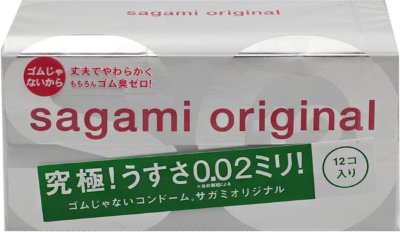 ゴムじゃ
ないから
丈夫でやわらかく
もちろんゴム臭ゼロ!
sagami original
究極!うすさ0.02ミリ!
ゴムじゃないコンドーム。サガミオリジナル
12コ
入り